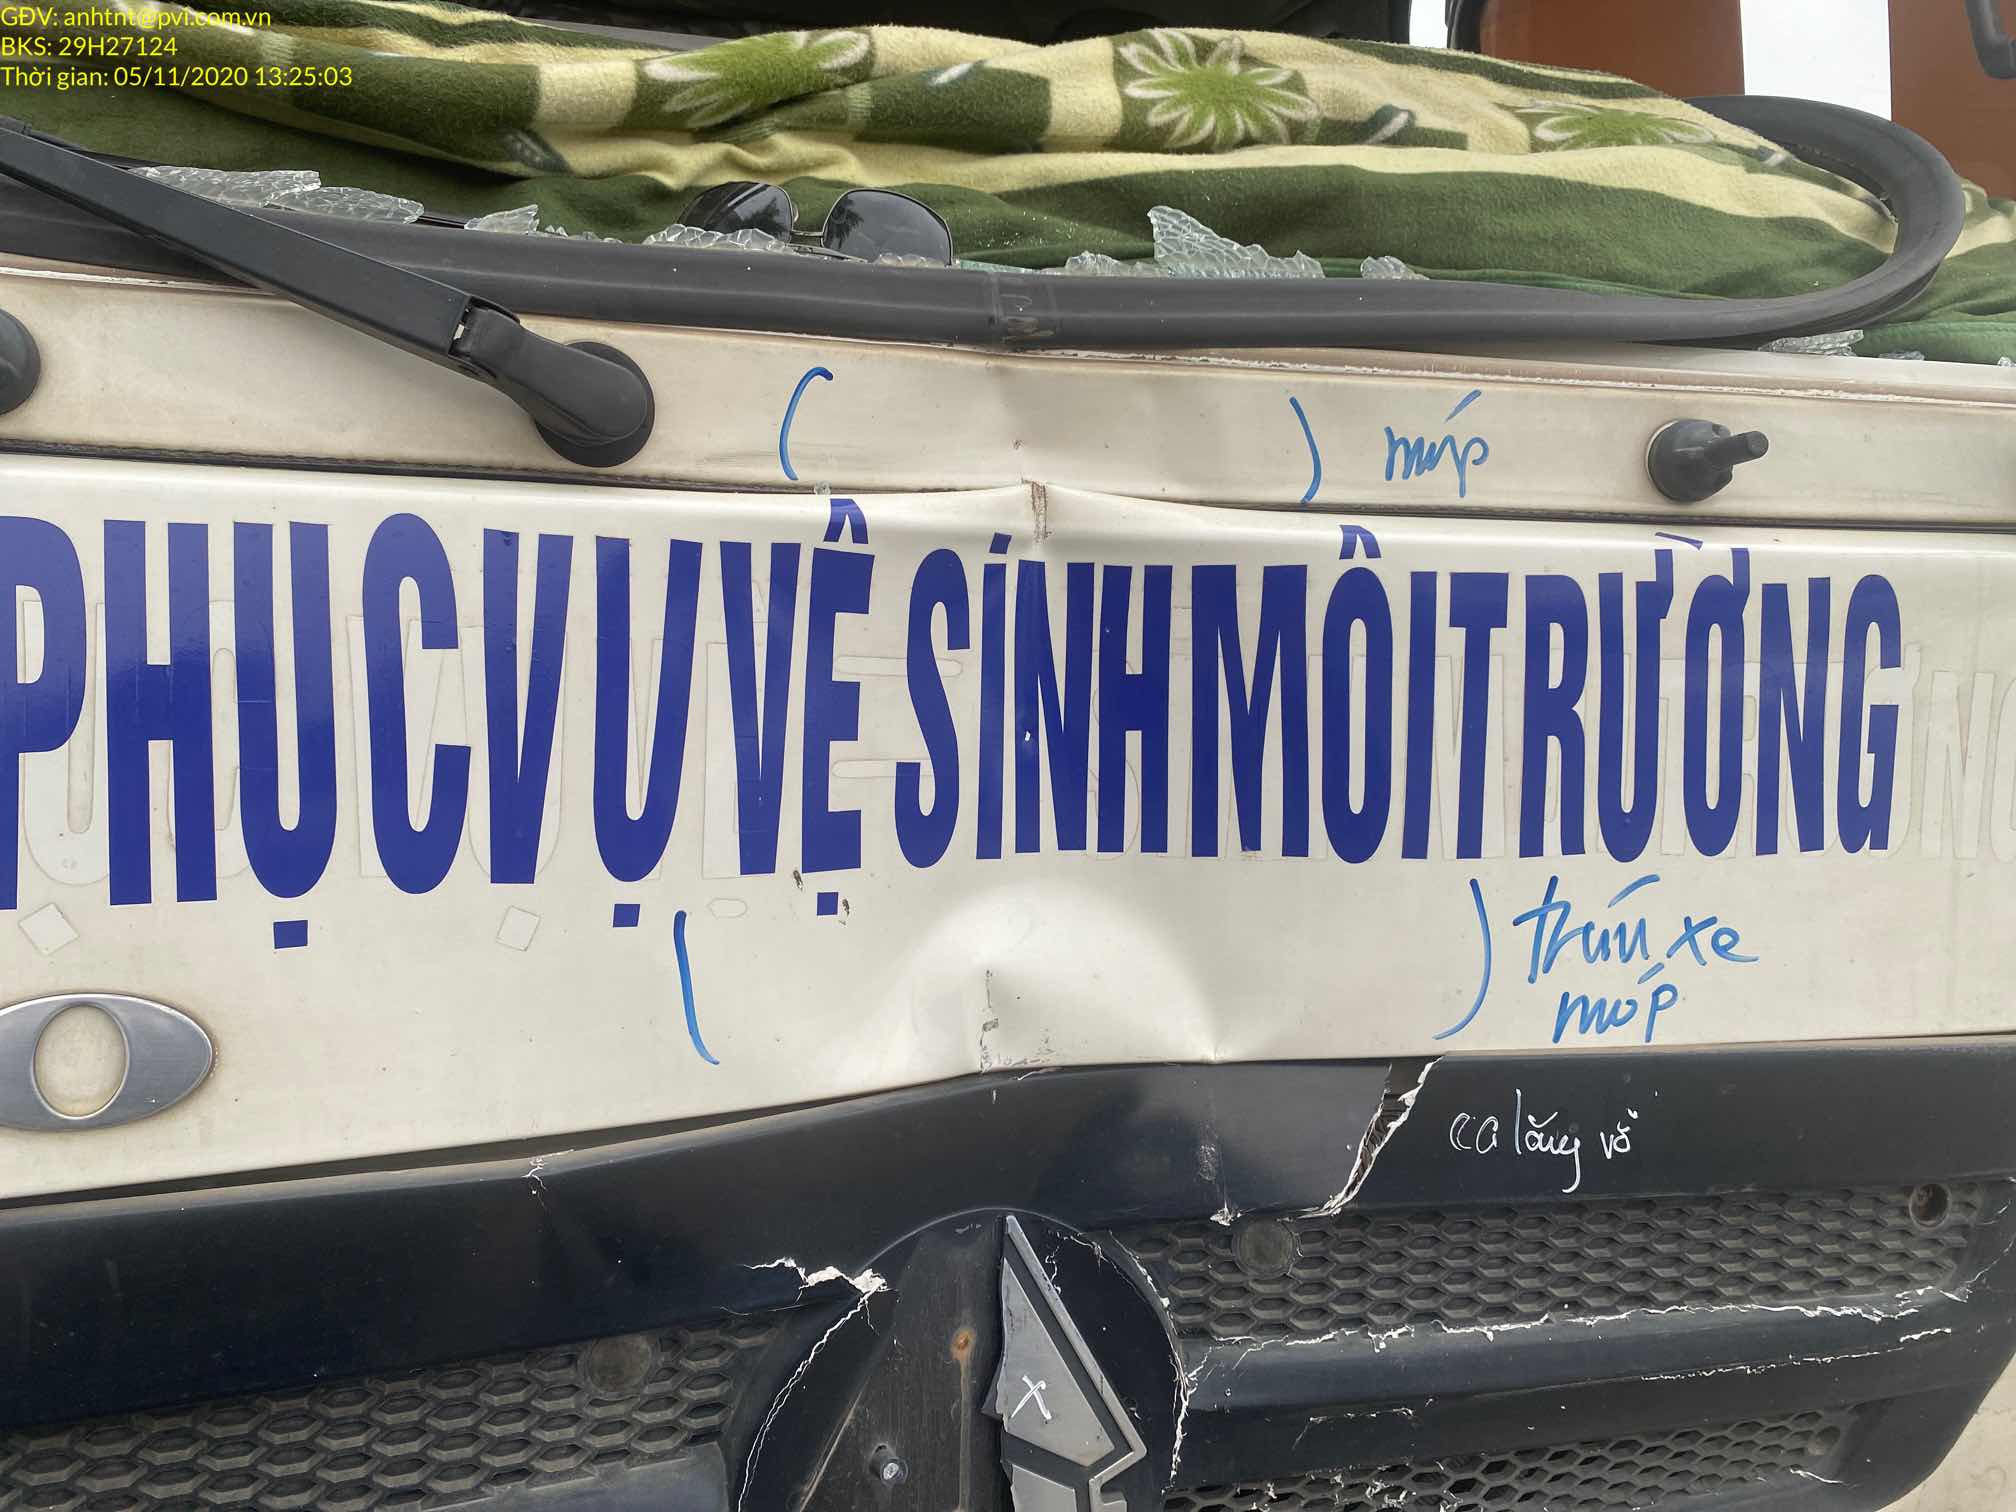 GĐV: anhtnt@pvi.com.vn
BKS: 29H27124
Thời gian: 05/11/2020 13:25:03
( ) móp
PHỤC VỤ VỆ SINH MÔI TRƯỜNG
( ) trán xe
móp
ca lăng vỡ
X